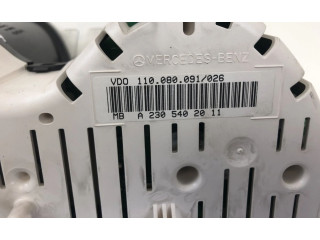 MERCEDES-BENZ
VDO 110.080.091/026
MB A 230 540 20 11